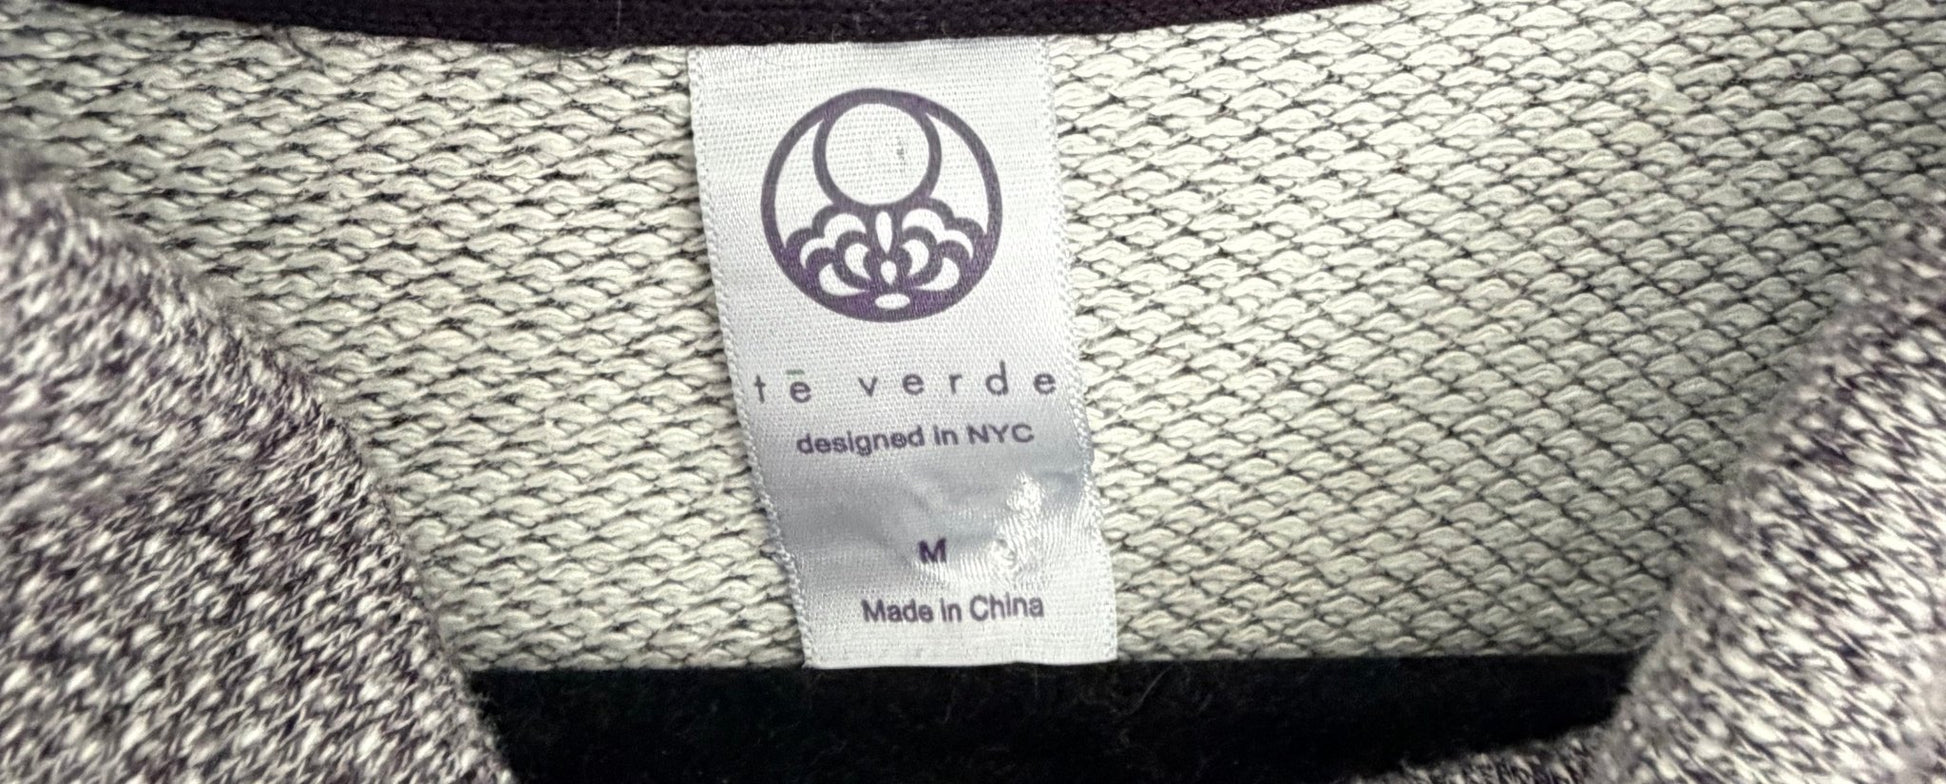 tē verde
designed in NYC
M
Made in China